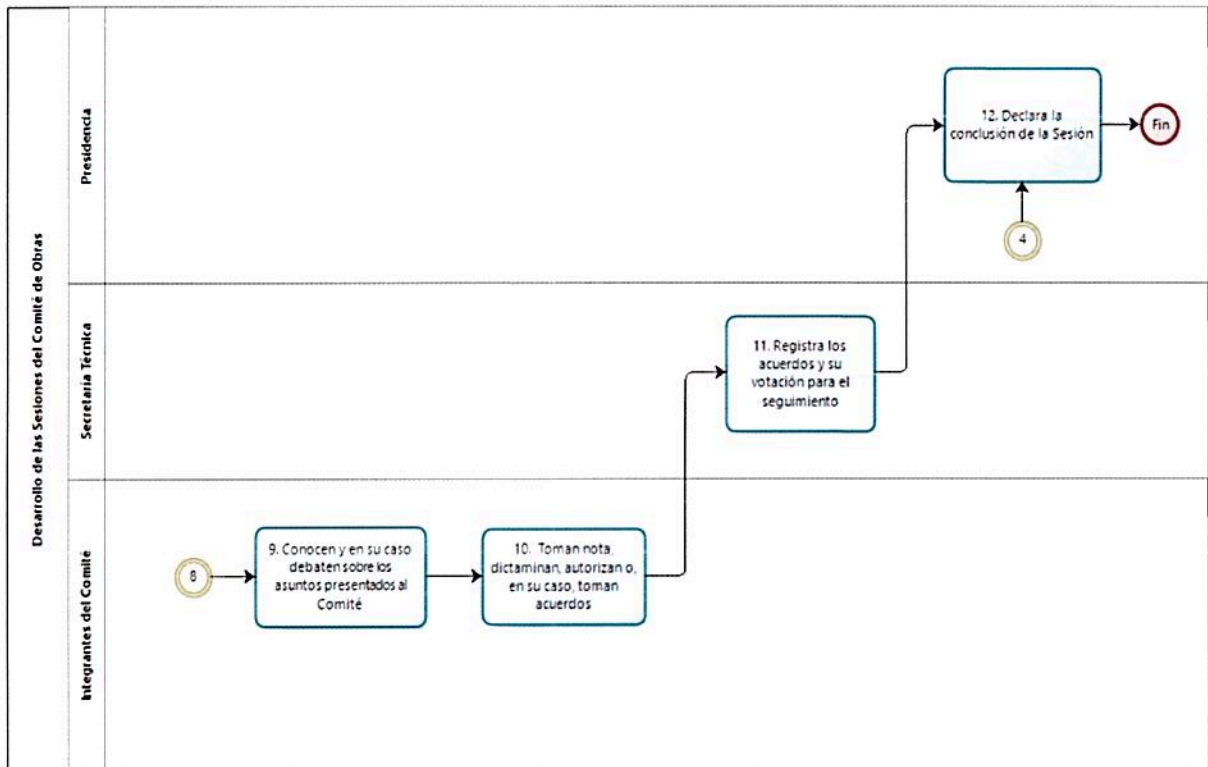 Desarrollo de las Sesiones del Comité de Obras
Presidencia
12. Declara la
conclusión de la Sesión
Fin
4
Secretaría Técnica
11. Registra los
acuerdos y su
votación para el
seguimiento
Integrantes del Comité
8
9. Conocen y en su caso
debaten sobre los
asuntos presentados al
Comité
10. Toman nota,
dictaminan, autorizan o,
en su caso, toman
acuerdos